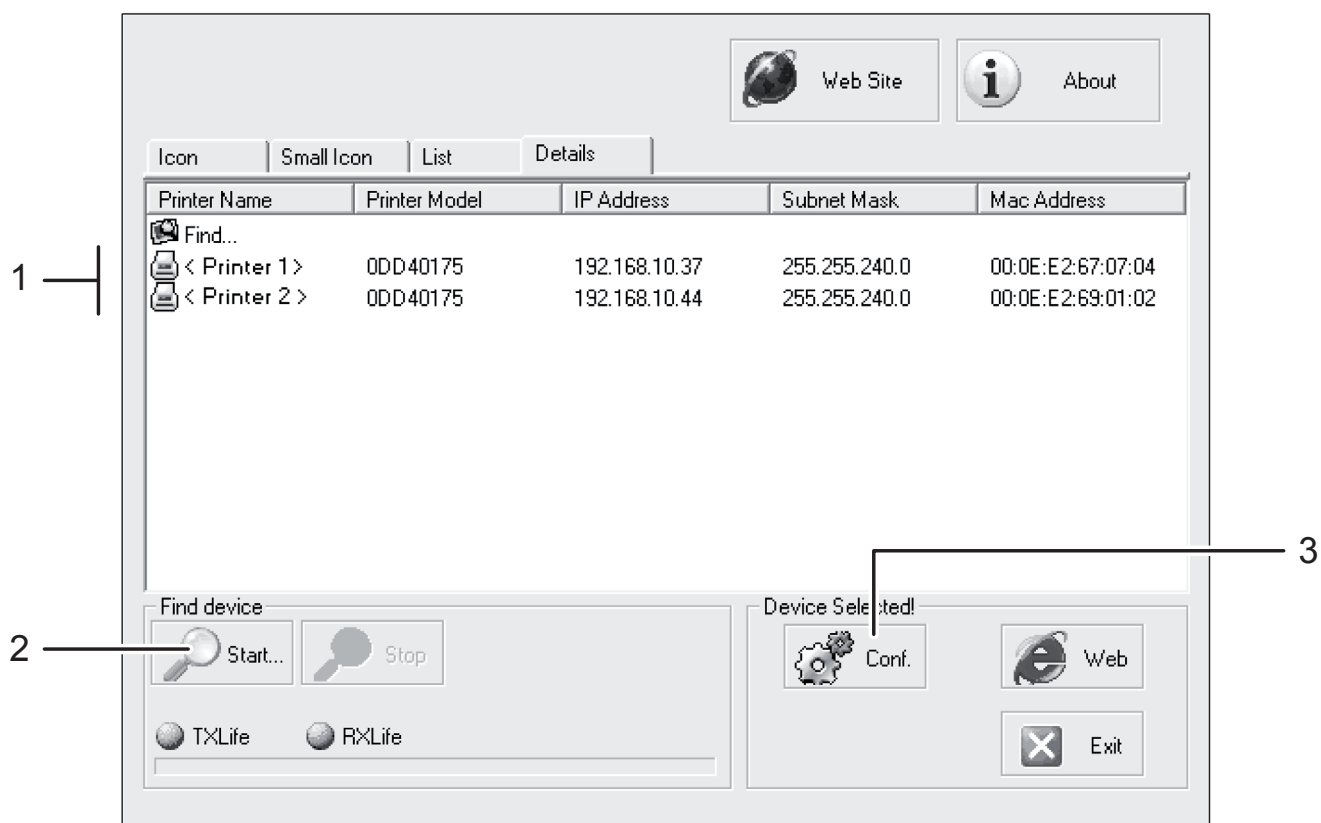 Web Site About
Icon Small Icon List Details
Printer Name Printer Model IP Address Subnet Mask Mac Address
Find...
1
< Printer 1 > 0DD40175 192.168.10.37 255.255.240.0 00:0E:E2:67:07:04
< Printer 2 > 0DD40175 192.168.10.44 255.255.240.0 00:0E:E2:69:01:02
3
Find device Device Selected!
2 Start... Stop Conf. Web
TXLife RXLife Exit